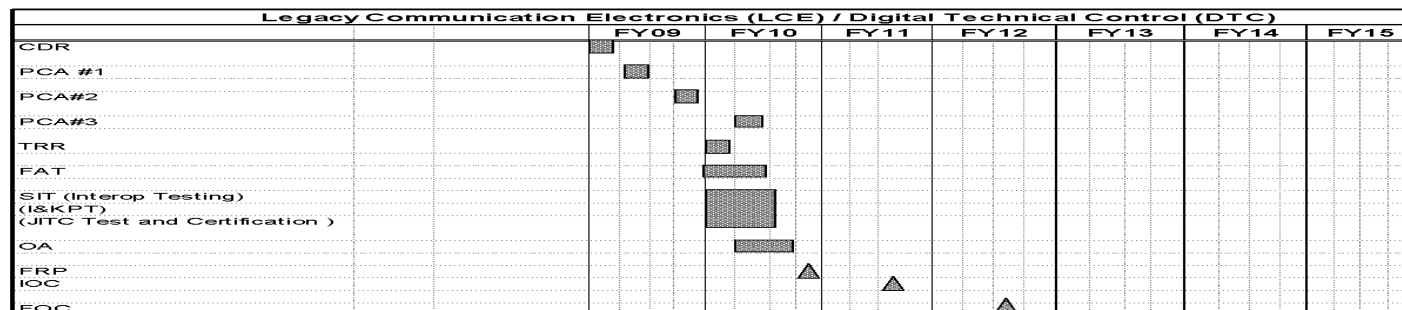 Legacy Communication Electronics (LCE) / Digital Technical Control (DTC)
FY09 FY10 FY11 FY12 FY13 FY14 FY15
CDR
PCA #1
PCA#2
PCA#3
TRR
FAT
SIT (Interop Testing)
(I&KPT)
(JITC Test and Certification )
OA
FRP
IOC
FOC